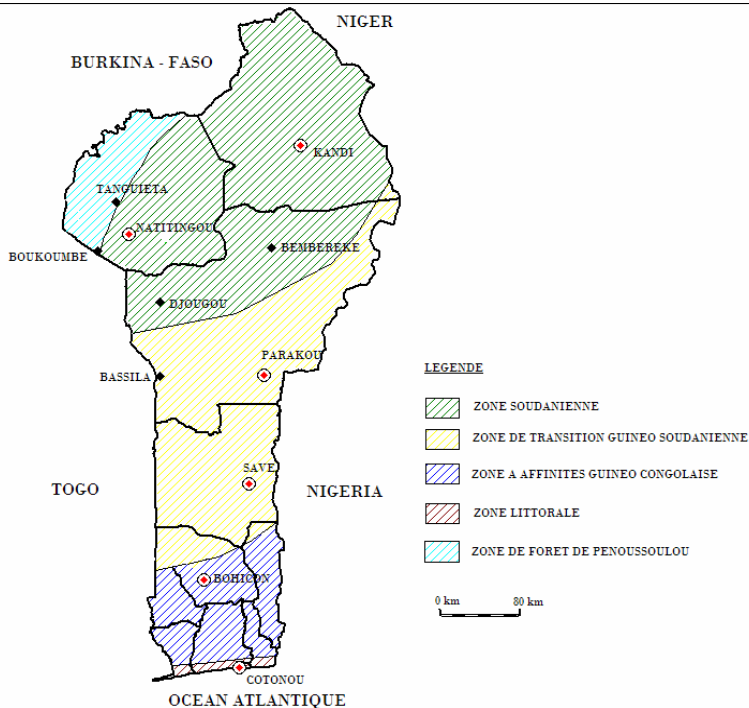 NIGER
BURKINA - FASO
KANDI
TANGUIETA
NATITINGOU
BOUKOUMBE
BEMBEREKE
DJOUGOU
PARAKOU
BASSILA
SAVE
TOGO
NIGERIA
BOHICON
COTONOU
OCEAN ATLANTIQUE
LEGENDE
ZONE SOUDANIENNE
ZONE DE TRANSITION GUINEO SOUDANIENNE
ZONE A AFFINITES GUINEO CONGOLAISE
ZONE LITTORALE
ZONE DE FORET DE PENOUSSOULOU
0 km 80 km